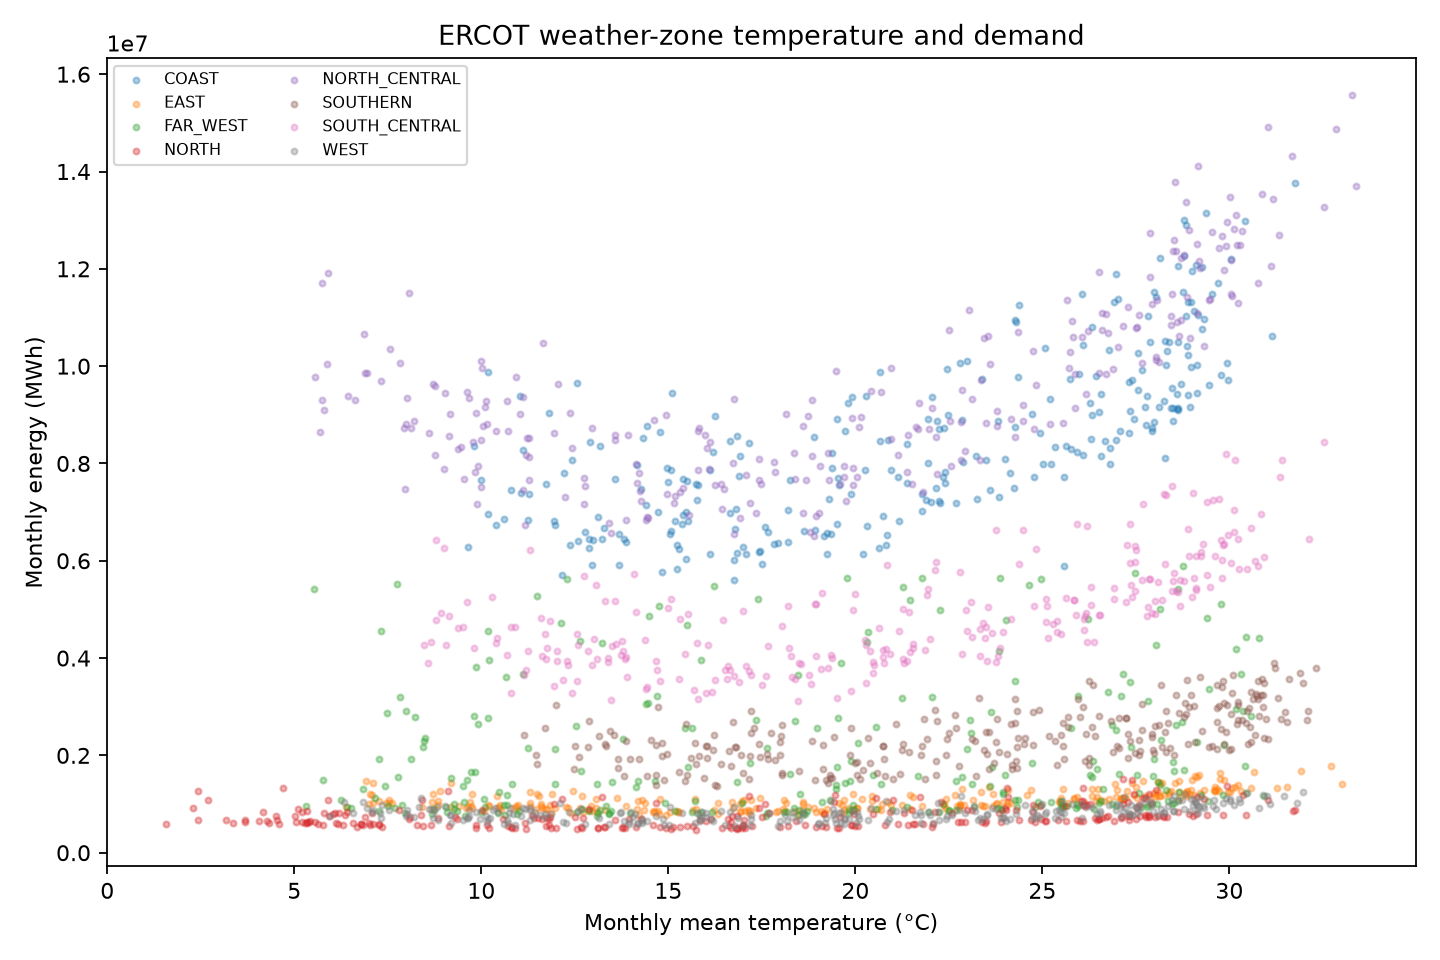 ERCOT weather-zone temperature and demand
1e7
COAST
EAST
FAR_WEST
NORTH
NORTH_CENTRAL
SOUTHERN
SOUTH_CENTRAL
WEST
Monthly energy (MWh)
1.6
1.4
1.2
1.0
0.8
0.6
0.4
0.2
0.0
0
5
10
15
20
25
30
Monthly mean temperature (°C)